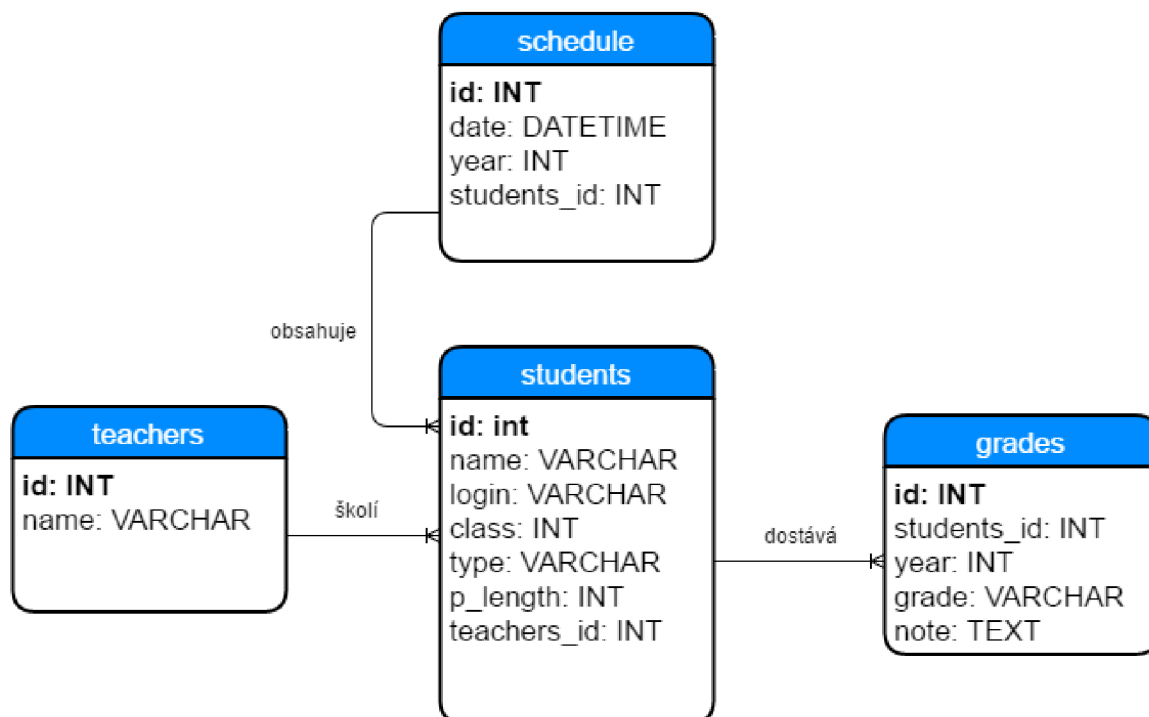 schedule
id: INT
date: DATETIME
year: INT
students_id: INT
obsahuje
students
id: int
name: VARCHAR
login: VARCHAR
class: INT
type: VARCHAR
p_length: INT
teachers_id: INT
teachers
id: INT
name: VARCHAR
školí
dostává
grades
id: INT
students_id: INT
year: INT
grade: VARCHAR
note: TEXT